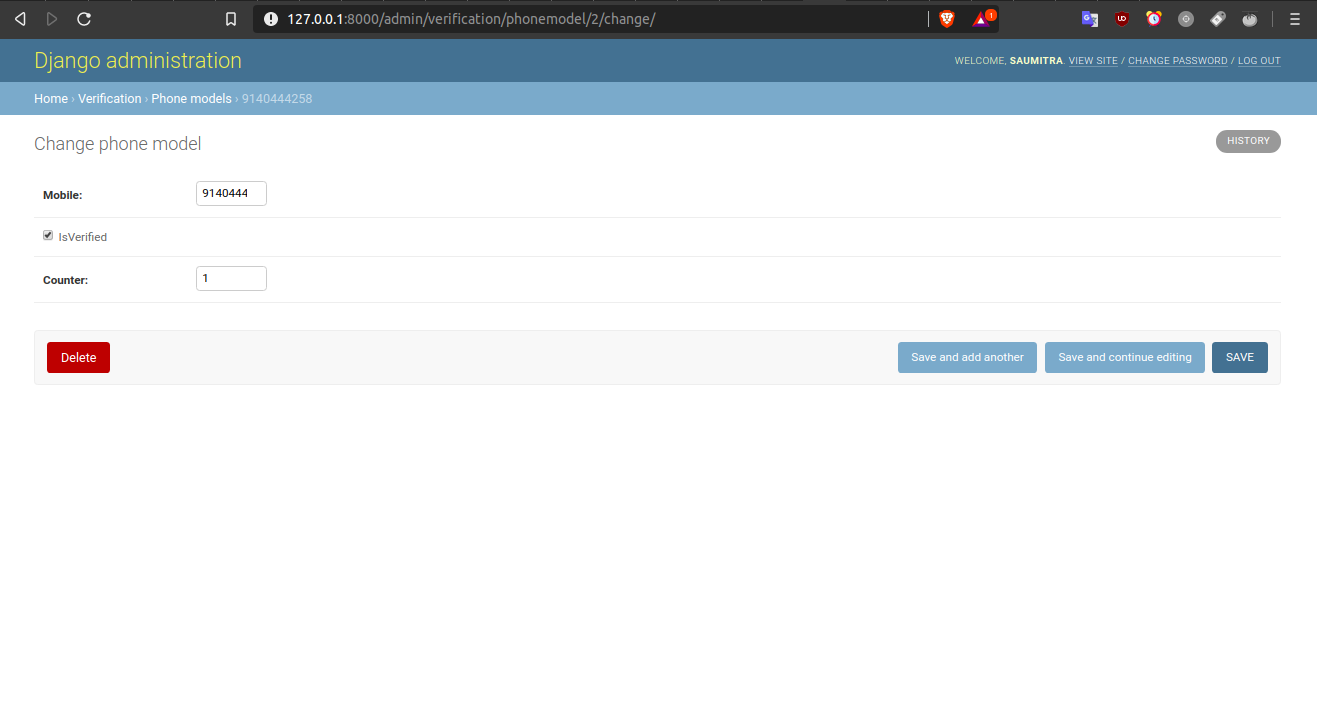 127.0.0.1:8000/admin/verification/phonemodel/2/change/
1
Django administration
WELCOME, SAUMITRA. VIEW SITE / CHANGE PASSWORD / LOG OUT
Home › Verification › Phone models › 9140444258
Change phone model
HISTORY
Mobile: 9140444
IsVerified
Counter: 1
Delete
Save and add another
Save and continue editing
SAVE